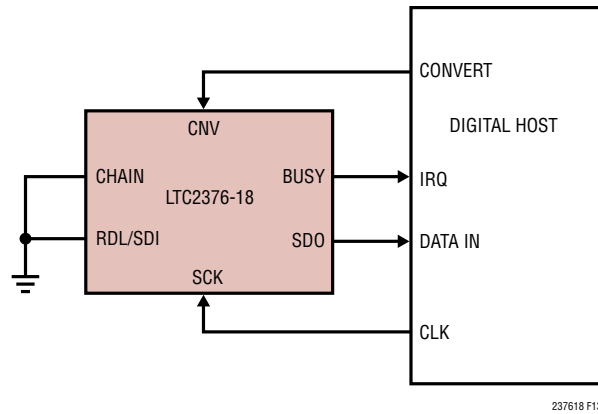 CONVERT
CNV
DIGITAL HOST
CHAIN
BUSY
IRQ
LTC2376-18
RDL/SDI
SDO
DATA IN
SCK
CLK